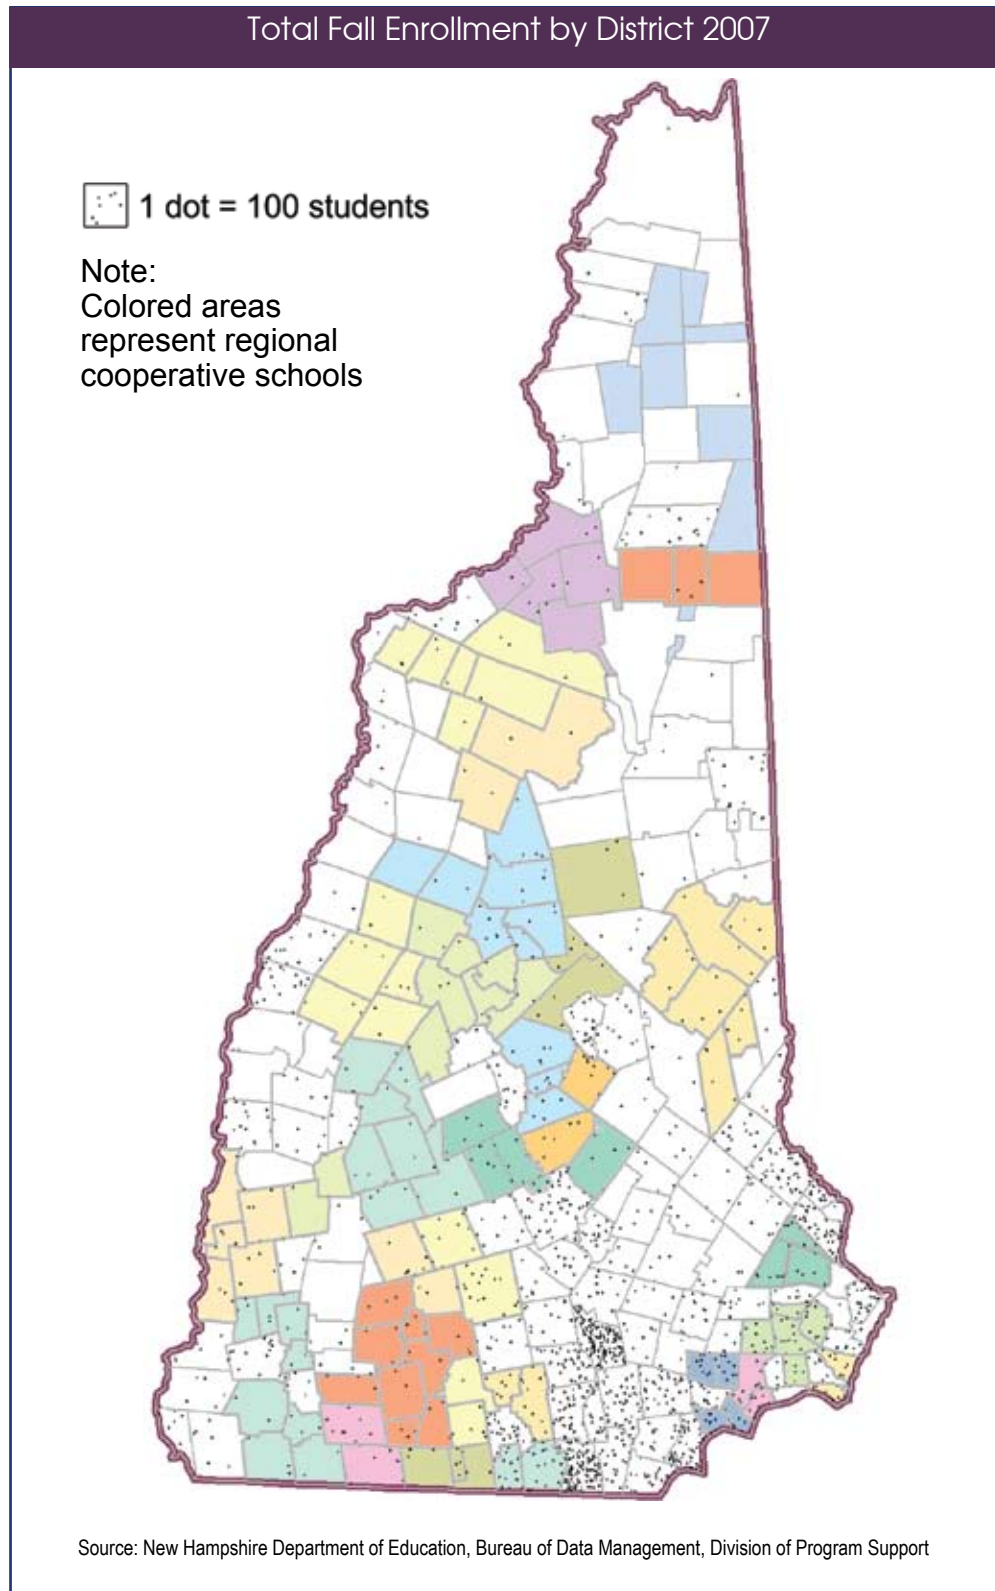 Total Fall Enrollment by District 2007
1 dot = 100 students
Note:
Colored areas
represent regional
cooperative schools
Source: New Hampshire Department of Education, Bureau of Data Management, Division of Program Support